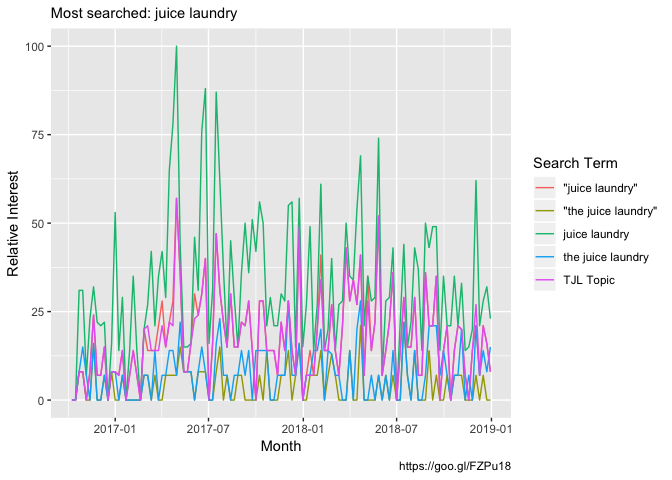 Most searched: juice laundry
100
75
50
25
0
Relative Interest
2017-01 2017-07 2018-01 2018-07 2019-01
Month
https://goo.gl/FZPu18
Search Term
"juice laundry"
"the juice laundry"
juice laundry
the juice laundry
TJL Topic